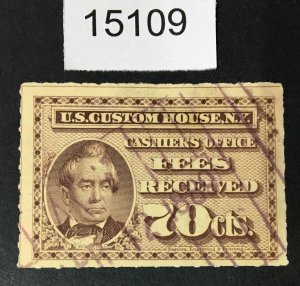 15109
U.S. CUSTOM HOUSE, N.Y.
CASHIER'S OFFICE
FEES
RECEIVED
70 cts.